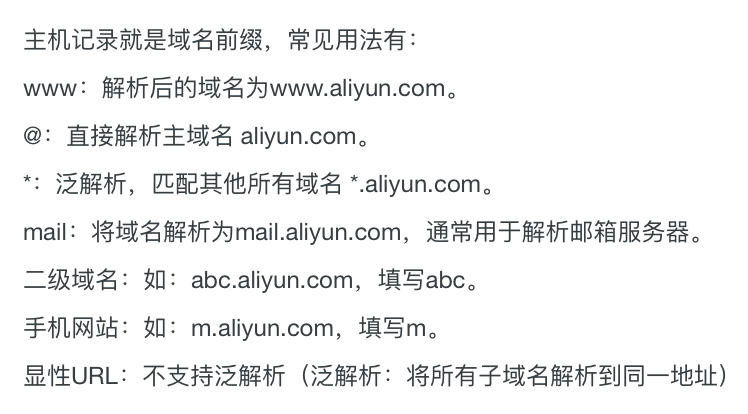 主机记录就是域名前缀，常见用法有：
www：解析后的域名为www.aliyun.com。
@：直接解析主域名 aliyun.com。
*：泛解析，匹配其他所有域名 *.aliyun.com。
mail：将域名解析为mail.aliyun.com，通常用于解析邮箱服务器。
二级域名：如：abc.aliyun.com，填写abc。
手机网站：如：m.aliyun.com，填写m。
显性URL：不支持泛解析（泛解析：将所有子域名解析到同一地址）